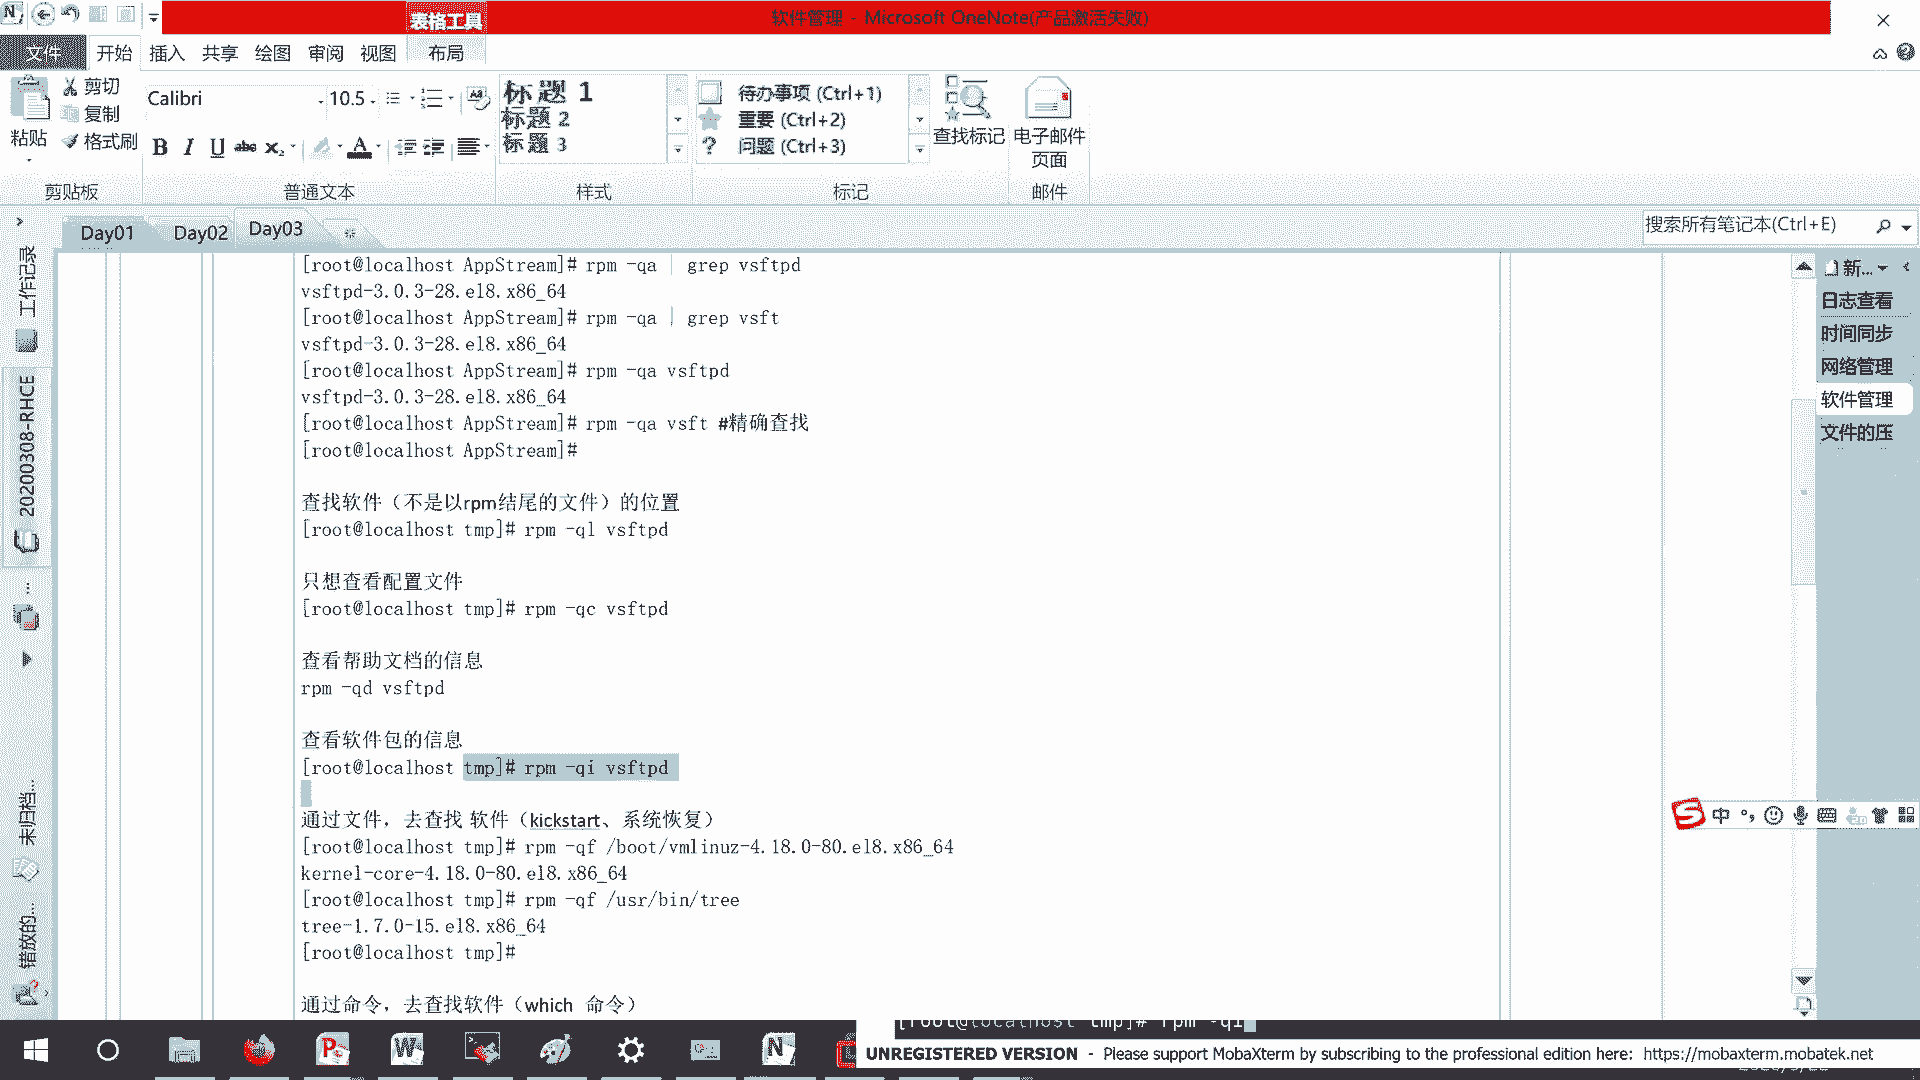 表格工具
软件管理 - Microsoft OneNote(产品激活失败)
文件 开始 插入 共享 绘图 审阅 视图 布局
粘贴
剪切
复制
格式刷
Calibri 10.5
B I U abc x₂ A
标题 1
标题 2
标题 3
待办事项 (Ctrl+1)
重要 (Ctrl+2)
问题 (Ctrl+3)
查找标记
电子邮件
页面
剪贴板 普通文本 样式 标记 邮件
Day01 Day02 Day03
搜索所有笔记本(Ctrl+E)
工作记录
20200308-RHCE
...
未归档...
错放的...
[root@localhost AppStream]# rpm -qa | grep vsftpd
vsftpd-3.0.3-28.el8.x86_64
[root@localhost AppStream]# rpm -qa | grep vsft
vsftpd-3.0.3-28.el8.x86_64
[root@localhost AppStream]# rpm -qa vsftpd
vsftpd-3.0.3-28.el8.x86_64
[root@localhost AppStream]# rpm -qa vsft #精确查找
[root@localhost AppStream]#
查找软件（不是以rpm结尾的文件）的位置
[root@localhost tmp]# rpm -ql vsftpd
只想查看配置文件
[root@localhost tmp]# rpm -qc vsftpd
查看帮助文档的信息
rpm -qd vsftpd
查看软件包的信息
[root@localhost tmp]# rpm -qi vsftpd
通过文件，去查找 软件（kickstart、系统恢复）
[root@localhost tmp]# rpm -qf /boot/vmlinuz-4.18.0-80.el8.x86_64
kernel-core-4.18.0-80.el8.x86_64
[root@localhost tmp]# rpm -qf /usr/bin/tree
tree-1.7.0-15.el8.x86_64
[root@localhost tmp]#
通过命令，去查找软件（which 命令）
新...
日志查看
时间同步
网络管理
软件管理
文件的压
中
[root@localhost tmp]# rpm -qi
UNREGISTERED VERSION - Please support MobaXterm by subscribing to the professional edition here: https://mobaxterm.mobatek.net